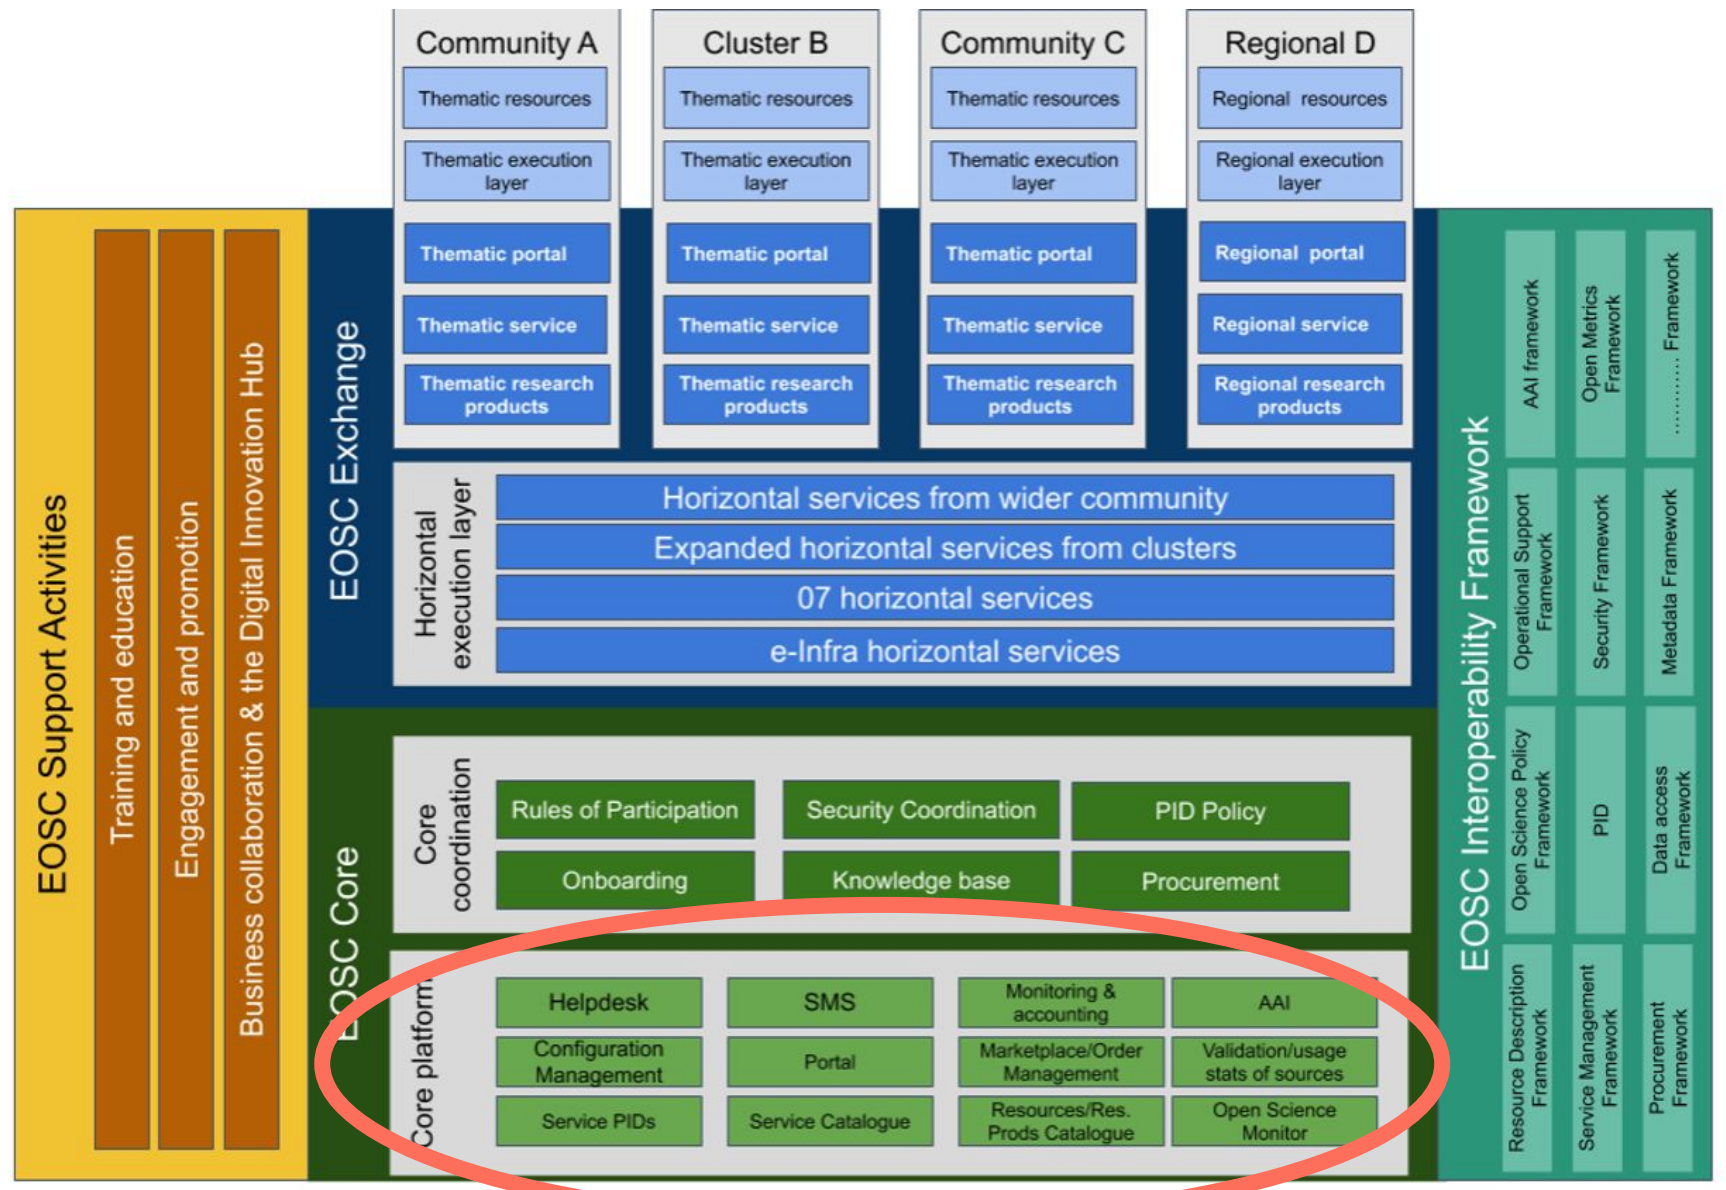 Community A
Thematic resources
Thematic execution
layer
Thematic portal
Thematic service
Thematic research
products
Cluster B
Thematic resources
Thematic execution
layer
Thematic portal
Thematic service
Thematic research
products
Community C
Thematic resources
Thematic execution
layer
Thematic portal
Thematic service
Thematic research
products
Regional D
Regional resources
Regional execution
layer
Regional portal
Regional service
Regional research
products
EOSC Support Activities
Training and education
Engagement and promotion
Business collaboration & the Digital Innovation Hub
EOSC Exchange
Horizontal
execution layer
Horizontal services from wider community
Expanded horizontal services from clusters
07 horizontal services
e-Infra horizontal services
EOSC Core
Core
coordination
Rules of Participation
Security Coordination
PID Policy
Onboarding
Knowledge base
Procurement
Core platform
Helpdesk
SMS
Monitoring &
accounting
AAI
Configuration
Management
Portal
Marketplace/Order
Management
Validation/usage
stats of sources
Service PIDs
Service Catalogue
Resources/Res.
Prods Catalogue
Open Science
Monitor
EOSC Interoperability Framework
AAI framework
Open Metrics
Framework
........... Framework
Operational Support
Framework
Security Framework
Metadata Framework
Open Science Policy
Framework
PID
Data access
Framework
Resource Description
Framework
Service Management
Framework
Procurement
Framework